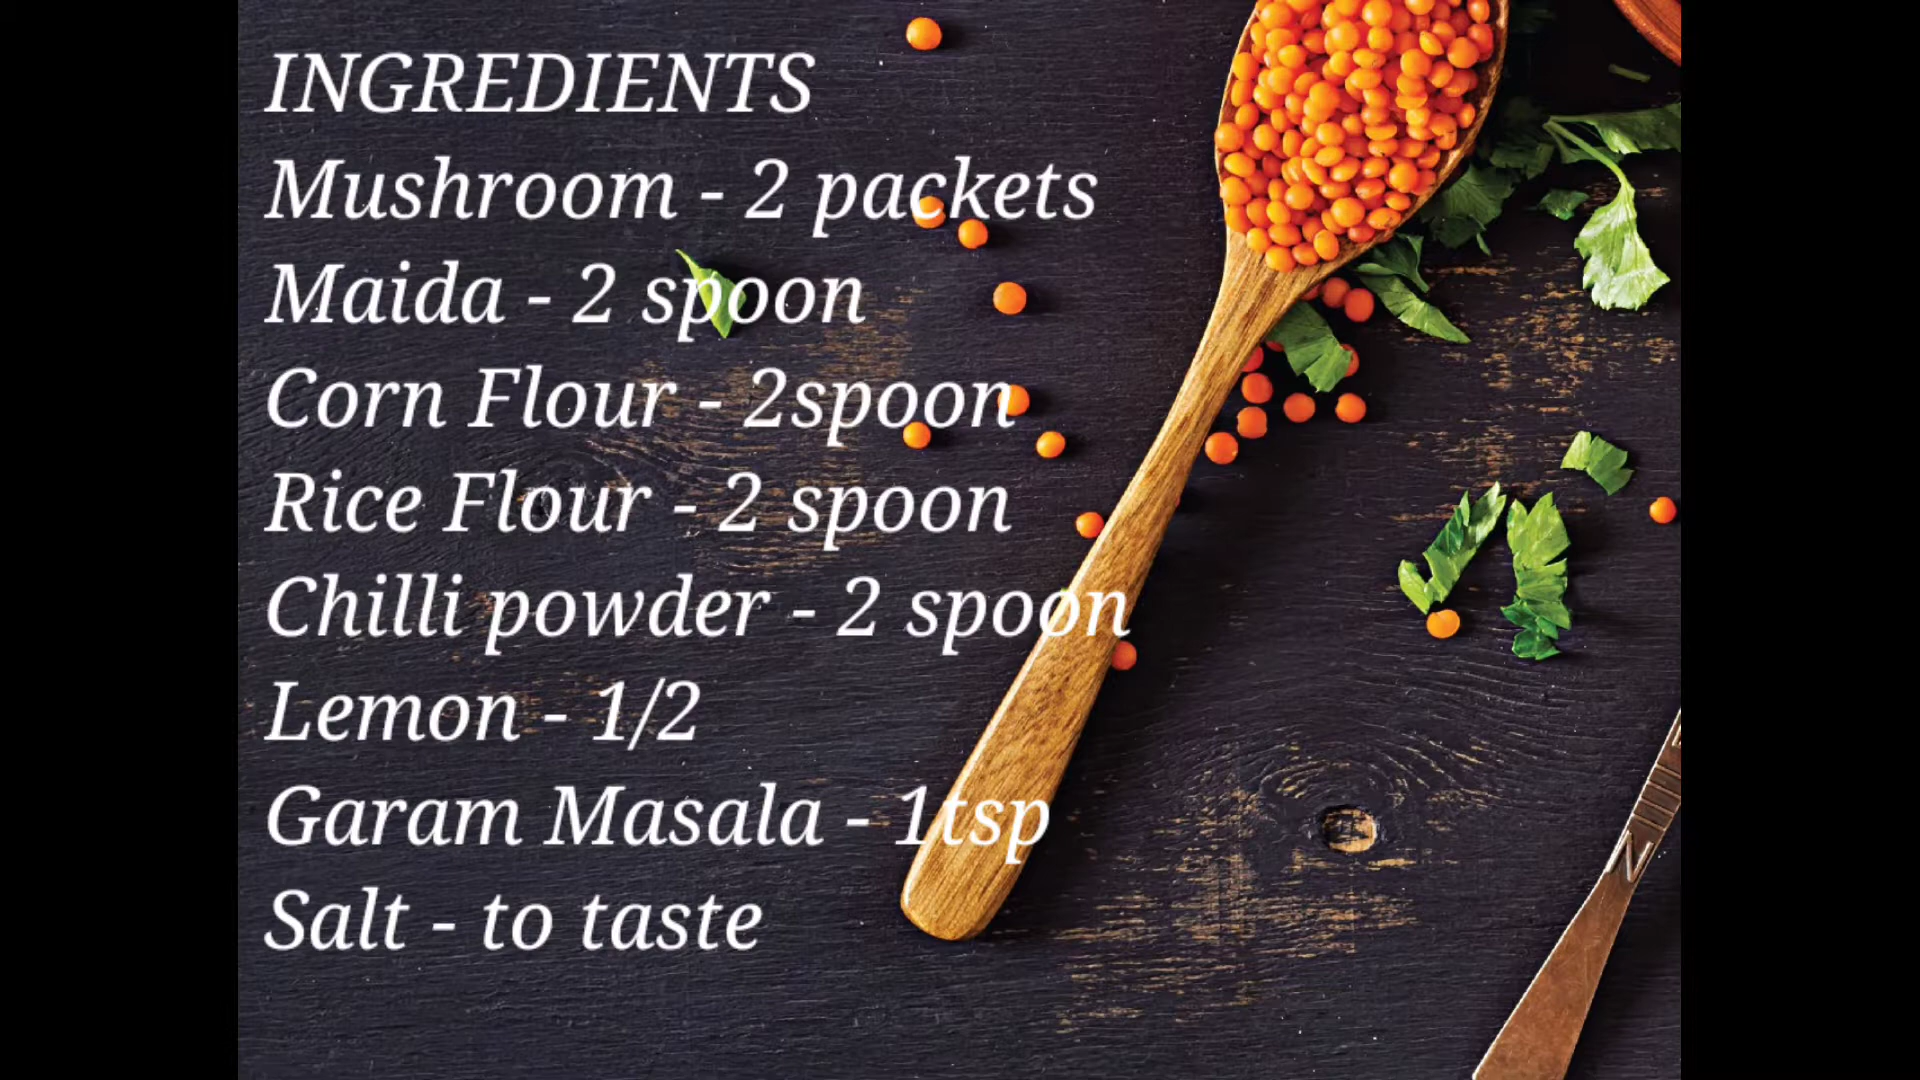 INGREDIENTS
Mushroom - 2 packets
Maida - 2 spoon
Corn Flour - 2spoon
Rice Flour - 2 spoon
Chilli powder - 2 spoon
Lemon - 1/2
Garam Masala - 1tsp
Salt - to taste